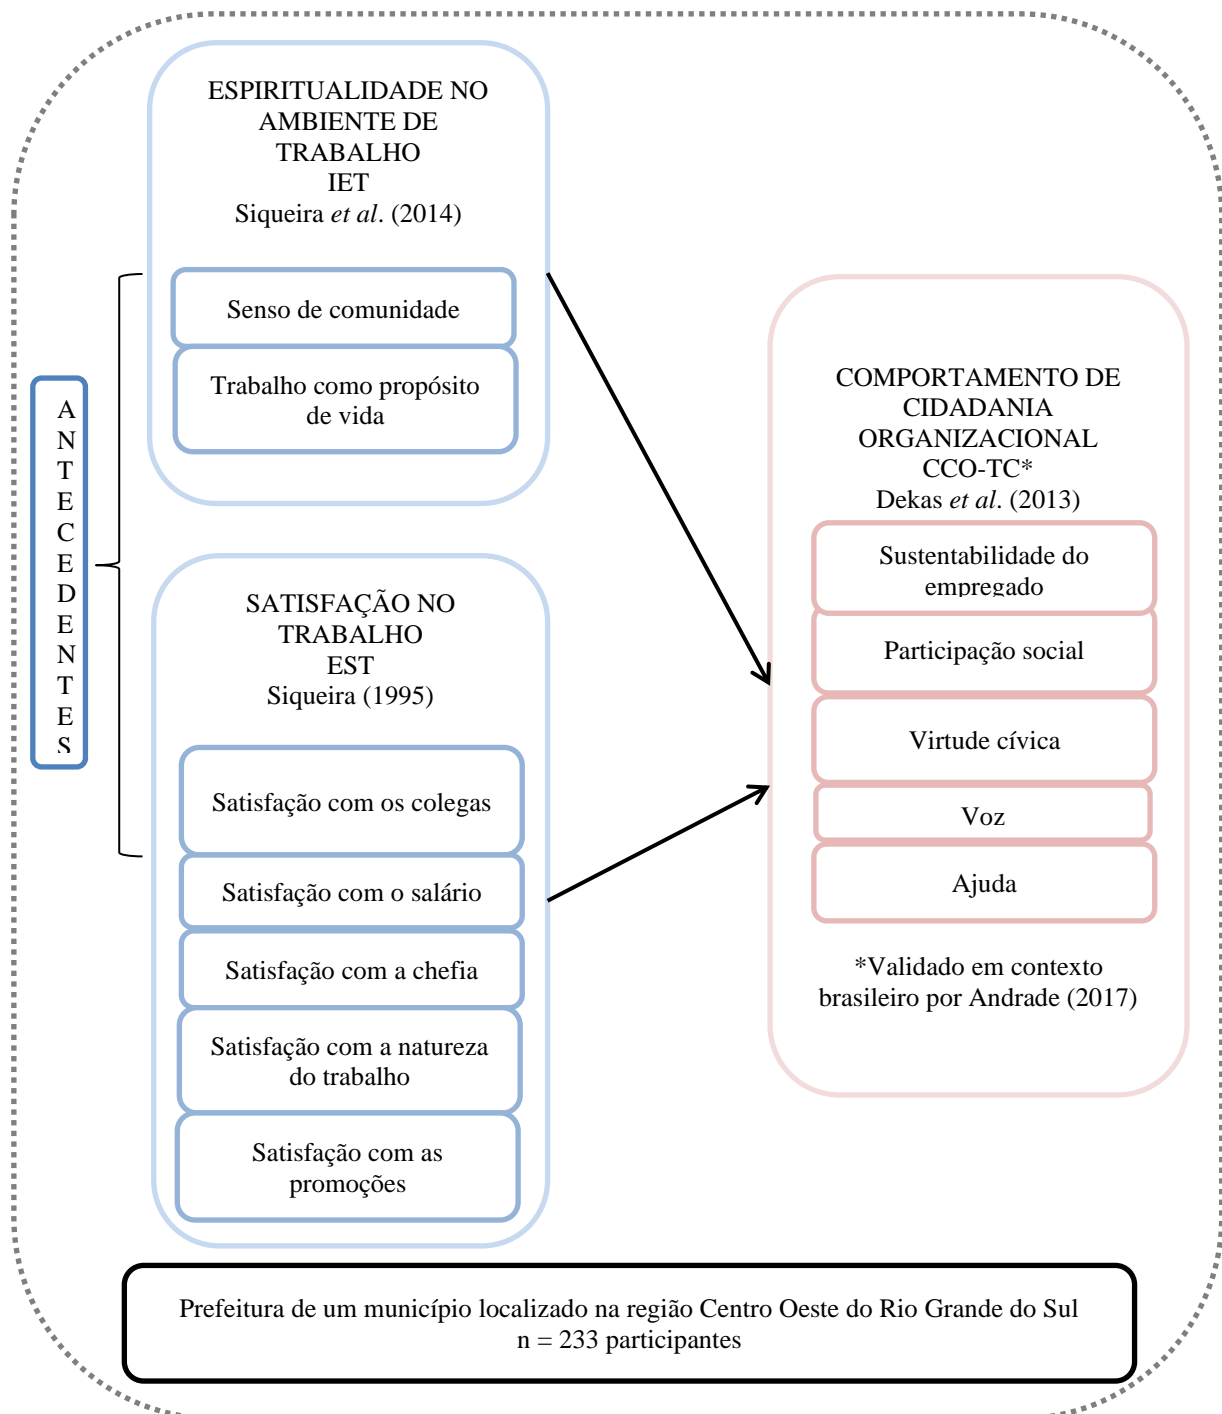 ESPIRITUALIDADE NO
AMBIENTE DE
TRABALHO
IET
Siqueira et al. (2014)
Senso de comunidade
Trabalho como propósito
de vida
A
N
T
E
C
E
D
E
N
T
E
S
SATISFAÇÃO NO
TRABALHO
EST
Siqueira (1995)
Satisfação com os colegas
Satisfação com o salário
Satisfação com a chefia
Satisfação com a natureza
do trabalho
Satisfação com as
promoções
COMPORTAMENTO DE
CIDADANIA
ORGANIZACIONAL
CCO-TC*
Dekas et al. (2013)
Sustentabilidade do
empregado
Participação social
Virtude cívica
Voz
Ajuda
*Validado em contexto
brasileiro por Andrade (2017)
Prefeitura de um município localizado na região Centro Oeste do Rio Grande do Sul
n = 233 participantes